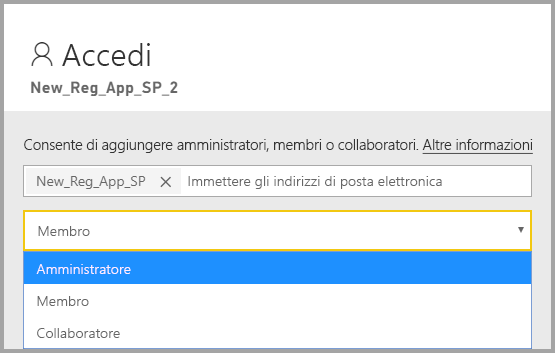 Accedi
New_Reg_App_SP_2
Consente di aggiungere amministratori, membri o collaboratori. Altre informazioni
New_Reg_App_SP × Immettere gli indirizzi di posta elettronica
Membro
Amministratore
Membro
Collaboratore